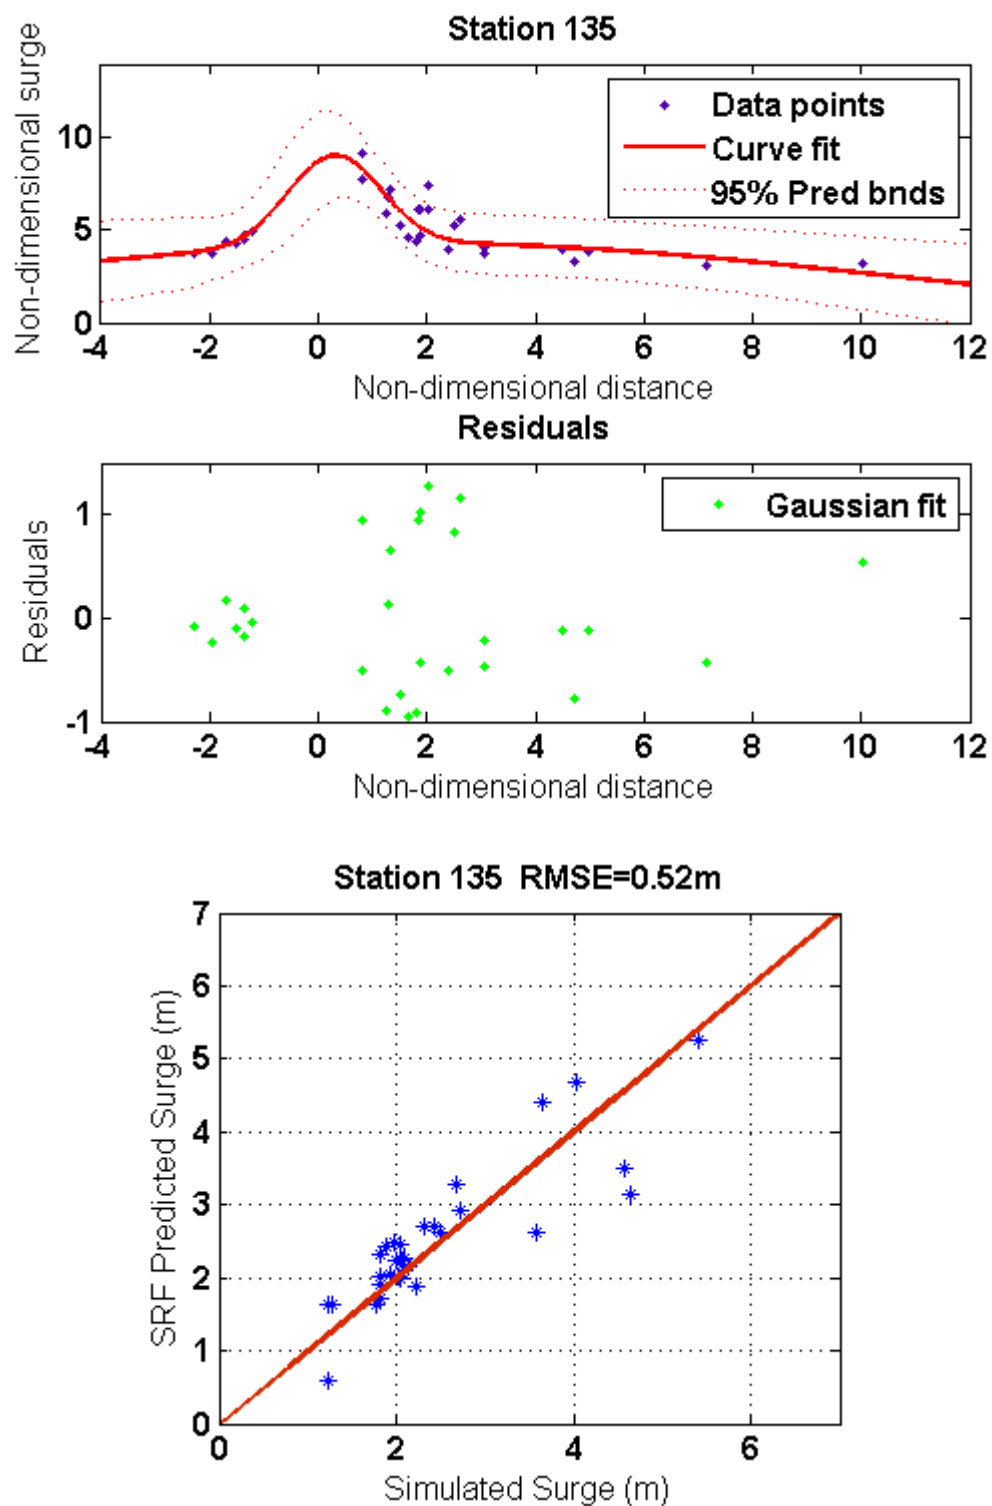 Station 135
Non-dimensional surge
Data points
Curve fit
95% Pred bnds
10
5
0
-4 -2 0 2 4 6 8 10 12
Non-dimensional distance
Residuals
Residuals
Gaussian fit
1
0
-1
-4 -2 0 2 4 6 8 10 12
Non-dimensional distance
Station 135 RMSE=0.52m
SRF Predicted Surge (m)
7
6
5
4
3
2
1
0
0 2 4 6
Simulated Surge (m)